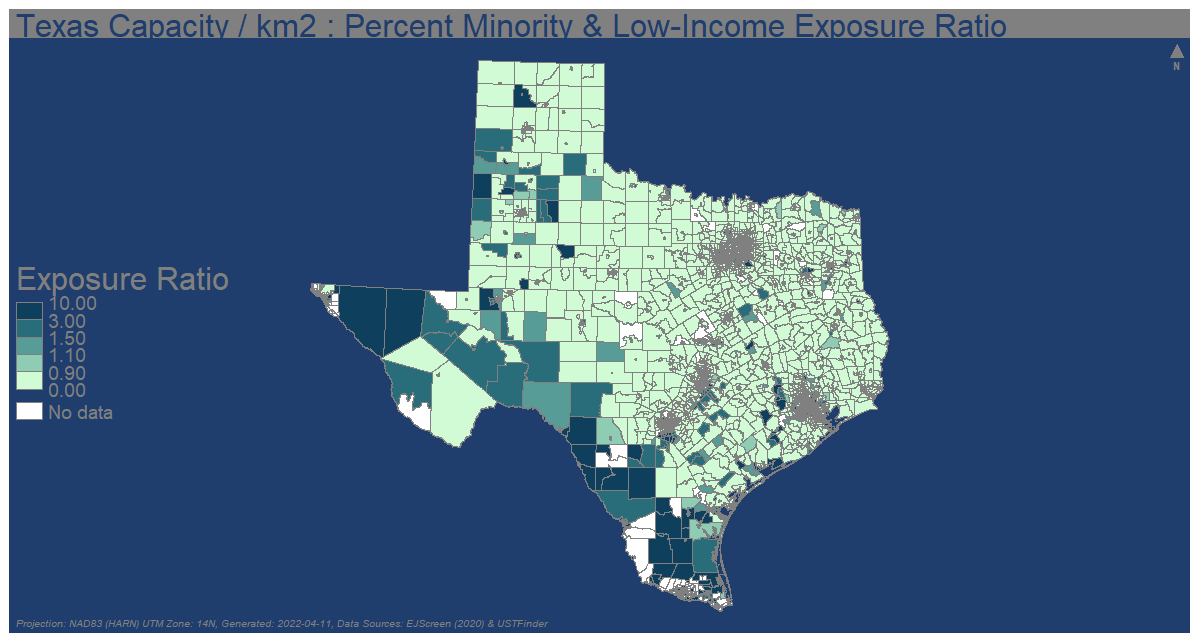 Texas Capacity / km2 : Percent Minority & Low-Income Exposure Ratio
N
Exposure Ratio
10.00
3.00
1.50
1.10
0.90
0.00
No data
Projection: NAD83 (HARN) UTM Zone: 14N, Generated: 2022-04-11, Data Sources: EJScreen (2020) & USTFinder